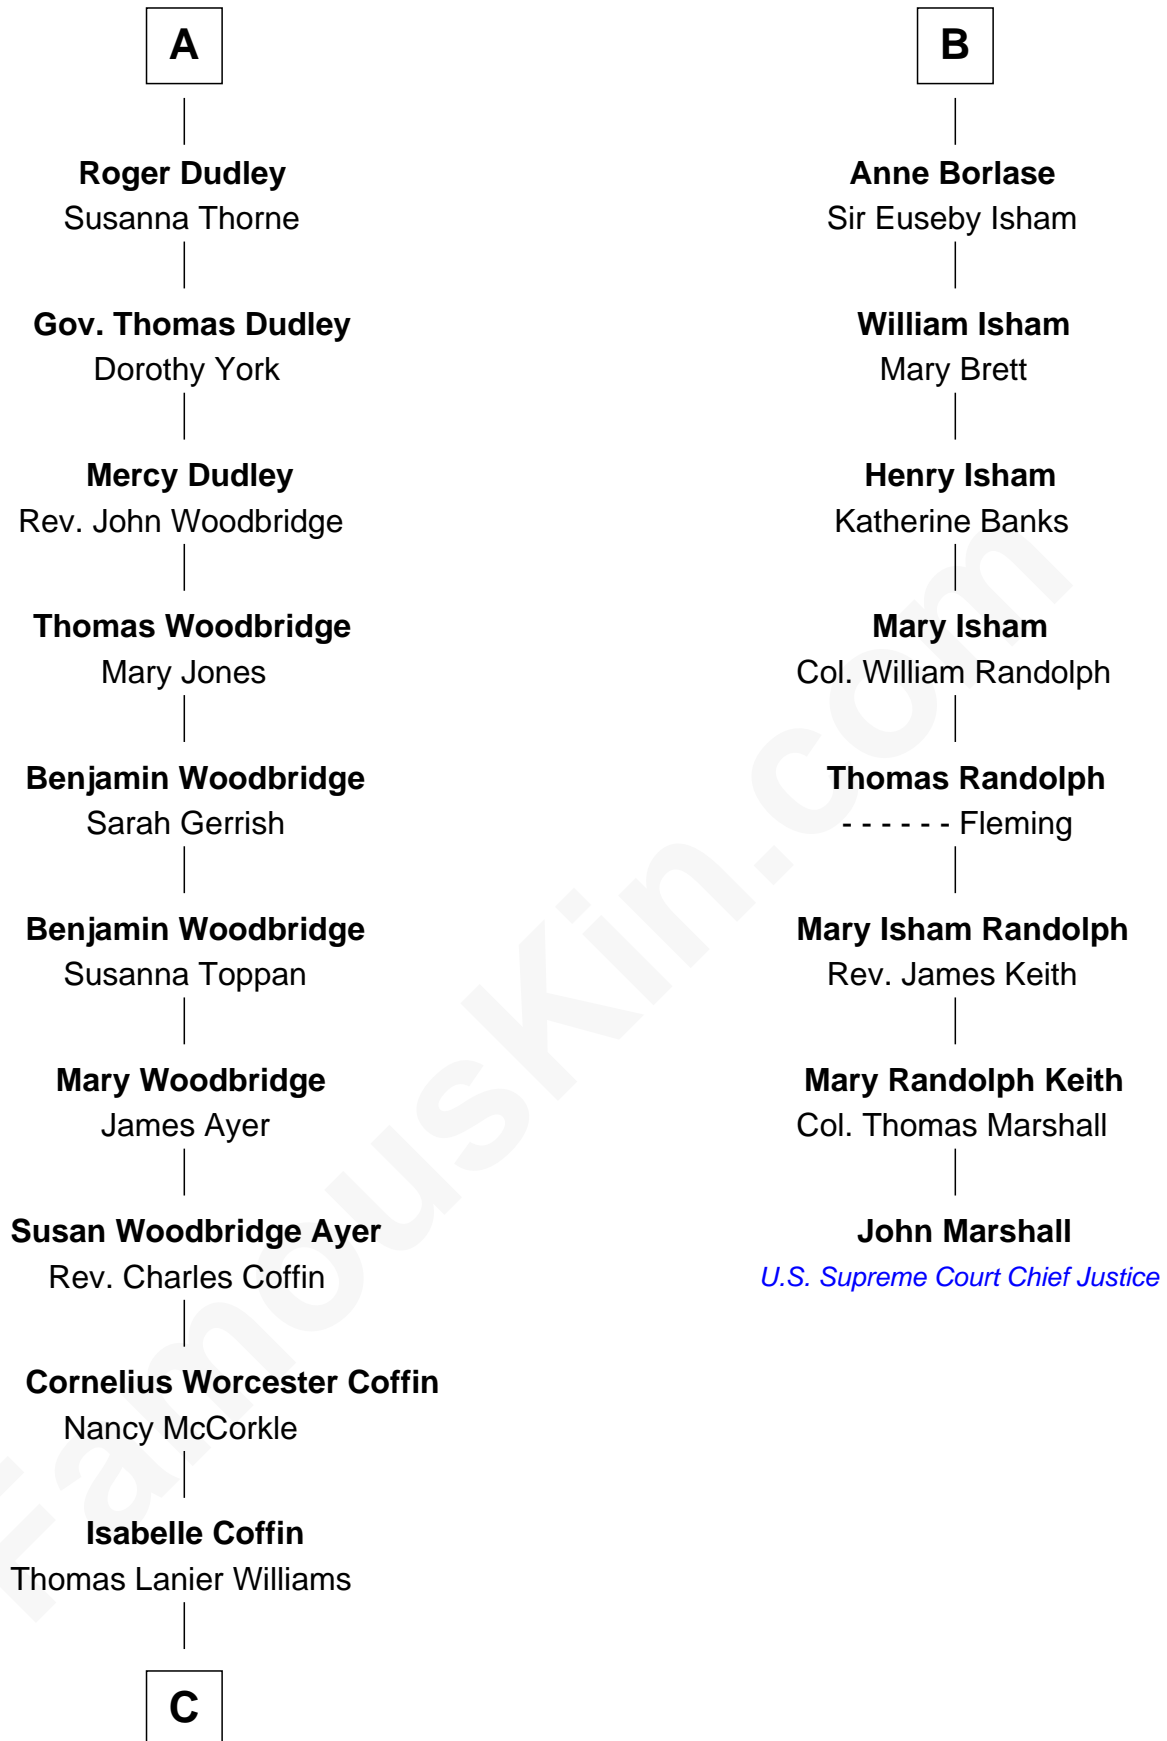 A
Roger Dudley
Susanna Thorne
Gov. Thomas Dudley
Dorothy York
Mercy Dudley
Rev. John Woodbridge
Thomas Woodbridge
Mary Jones
Benjamin Woodbridge
Sarah Gerrish
Benjamin Woodbridge
Susanna Toppan
Mary Woodbridge
James Ayer
Susan Woodbridge Ayer
Rev. Charles Coffin
Cornelius Worcester Coffin
Nancy McCorkle
Isabelle Coffin
Thomas Lanier Williams
C
B
Anne Borlase
Sir Euseby Isham
William Isham
Mary Brett
Henry Isham
Katherine Banks
Mary Isham
Col. William Randolph
Thomas Randolph
- - - - - - Fleming
Mary Isham Randolph
Rev. James Keith
Mary Randolph Keith
Col. Thomas Marshall
John Marshall
U.S. Supreme Court Chief Justice
FamousKin.com